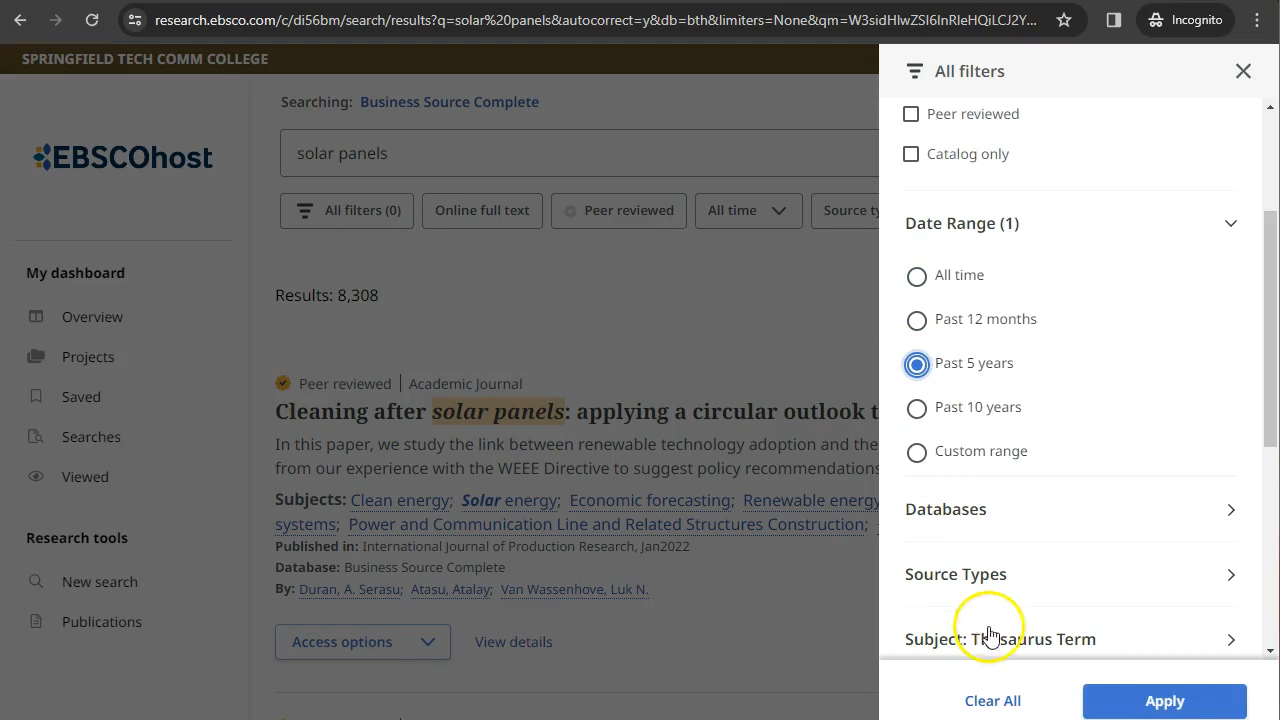 research.ebsco.com/c/di56bm/search/results?q=solar%20panels&autocorrect=y&db=bth&limiters=None&qm=W3sidHlwZSI6InRleHQiLCJ2Y...
Incognito
SPRINGFIELD TECH COMM COLLEGE
EBSCOhost
My dashboard
Overview
Projects
Saved
Searches
Viewed
Research tools
New search
Publications
Searching: Business Source Complete
solar panels
All filters (0)
Online full text
Peer reviewed
All time
Source ty
Results: 8,308
Peer reviewed | Academic Journal
Cleaning after solar panels: applying a circular outlook t
In this paper, we study the link between renewable technology adoption and the
from our experience with the WEEE Directive to suggest policy recommendations
Subjects: Clean energy; Solar energy; Economic forecasting; Renewable energy
systems; Power and Communication Line and Related Structures Construction;
Published in: International Journal of Production Research, Jan2022
Database: Business Source Complete
By: Duran, A. Serasu; Atasu, Atalay; Van Wassenhove, Luk N.
Access options
View details
All filters
Peer reviewed
Catalog only
Date Range (1)
All time
Past 12 months
Past 5 years
Past 10 years
Custom range
Databases
Source Types
Subject: Thesaurus Term
Clear All
Apply